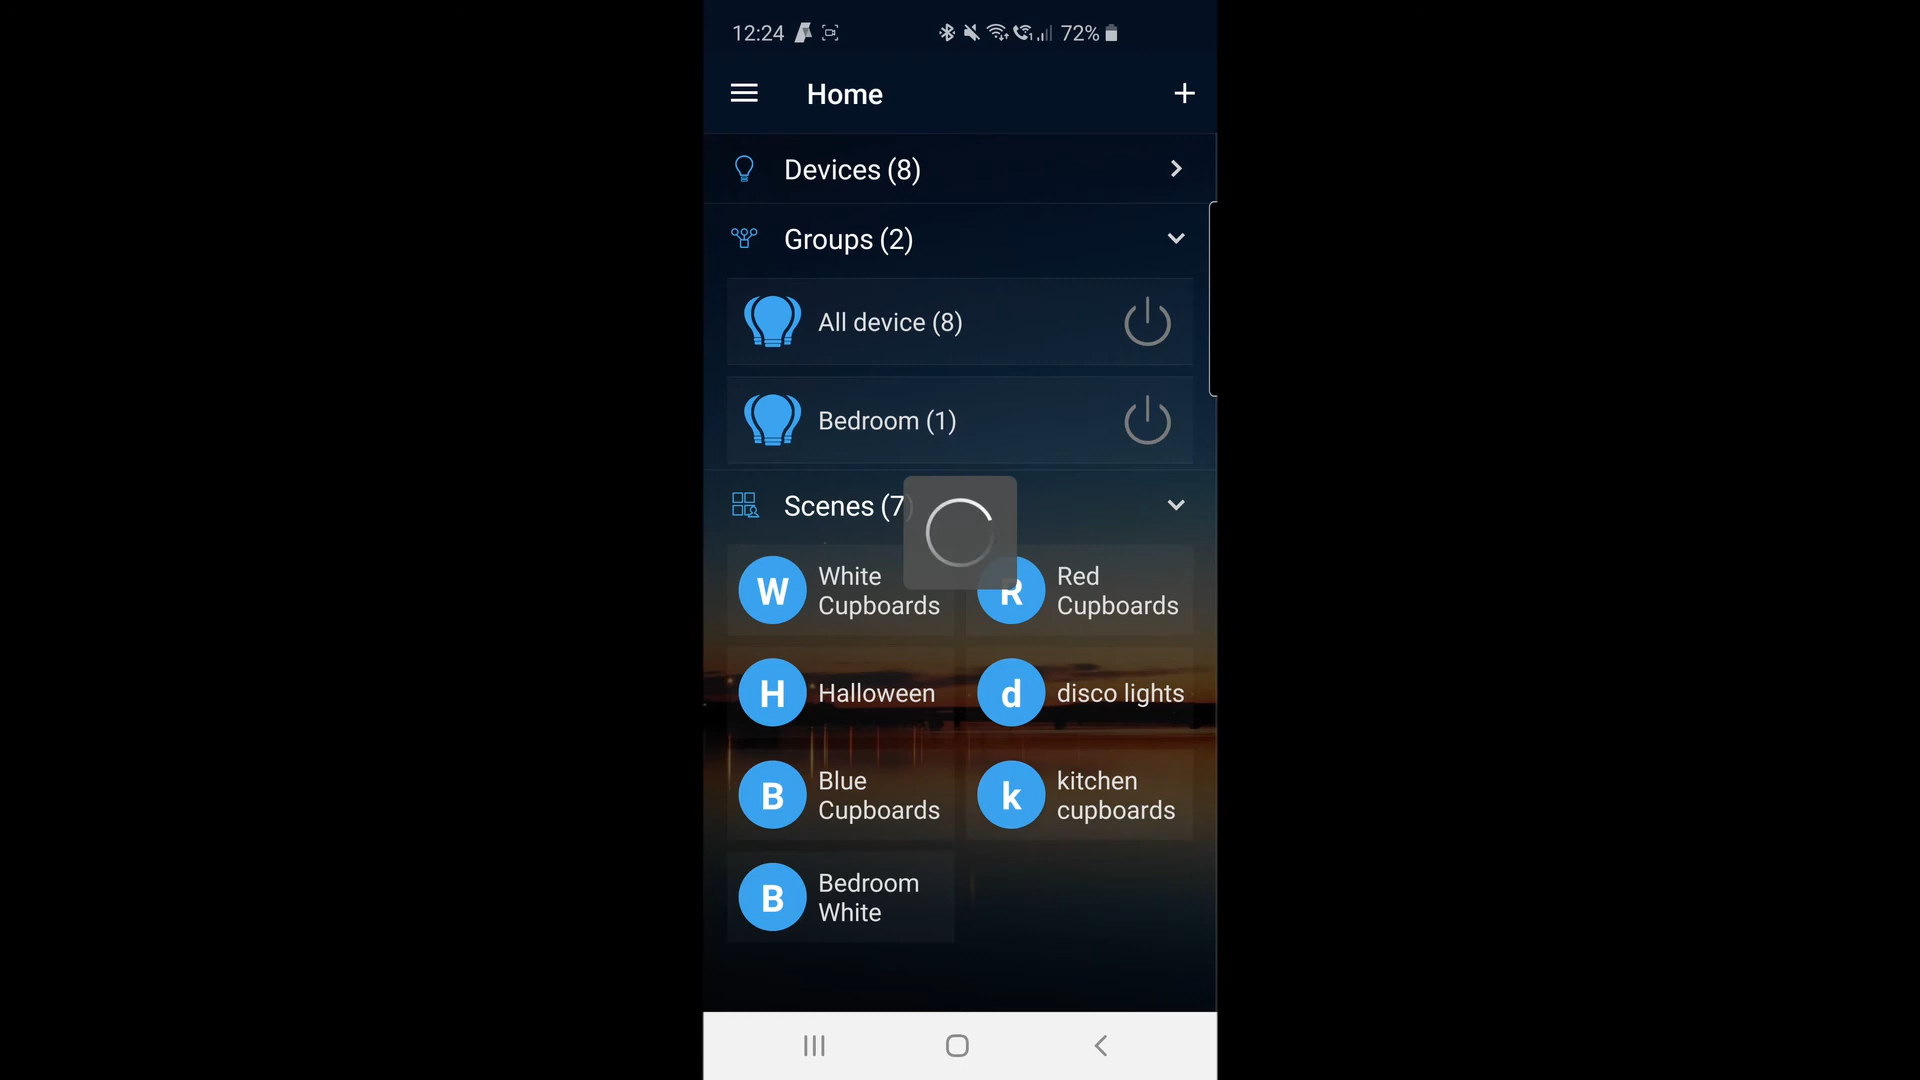 12:24 72%
Home
Devices (8)
Groups (2)
All device (8)
Bedroom (1)
Scenes (7)
W White Cupboards
R Red Cupboards
H Halloween
d disco lights
B Blue Cupboards
k kitchen cupboards
B Bedroom White